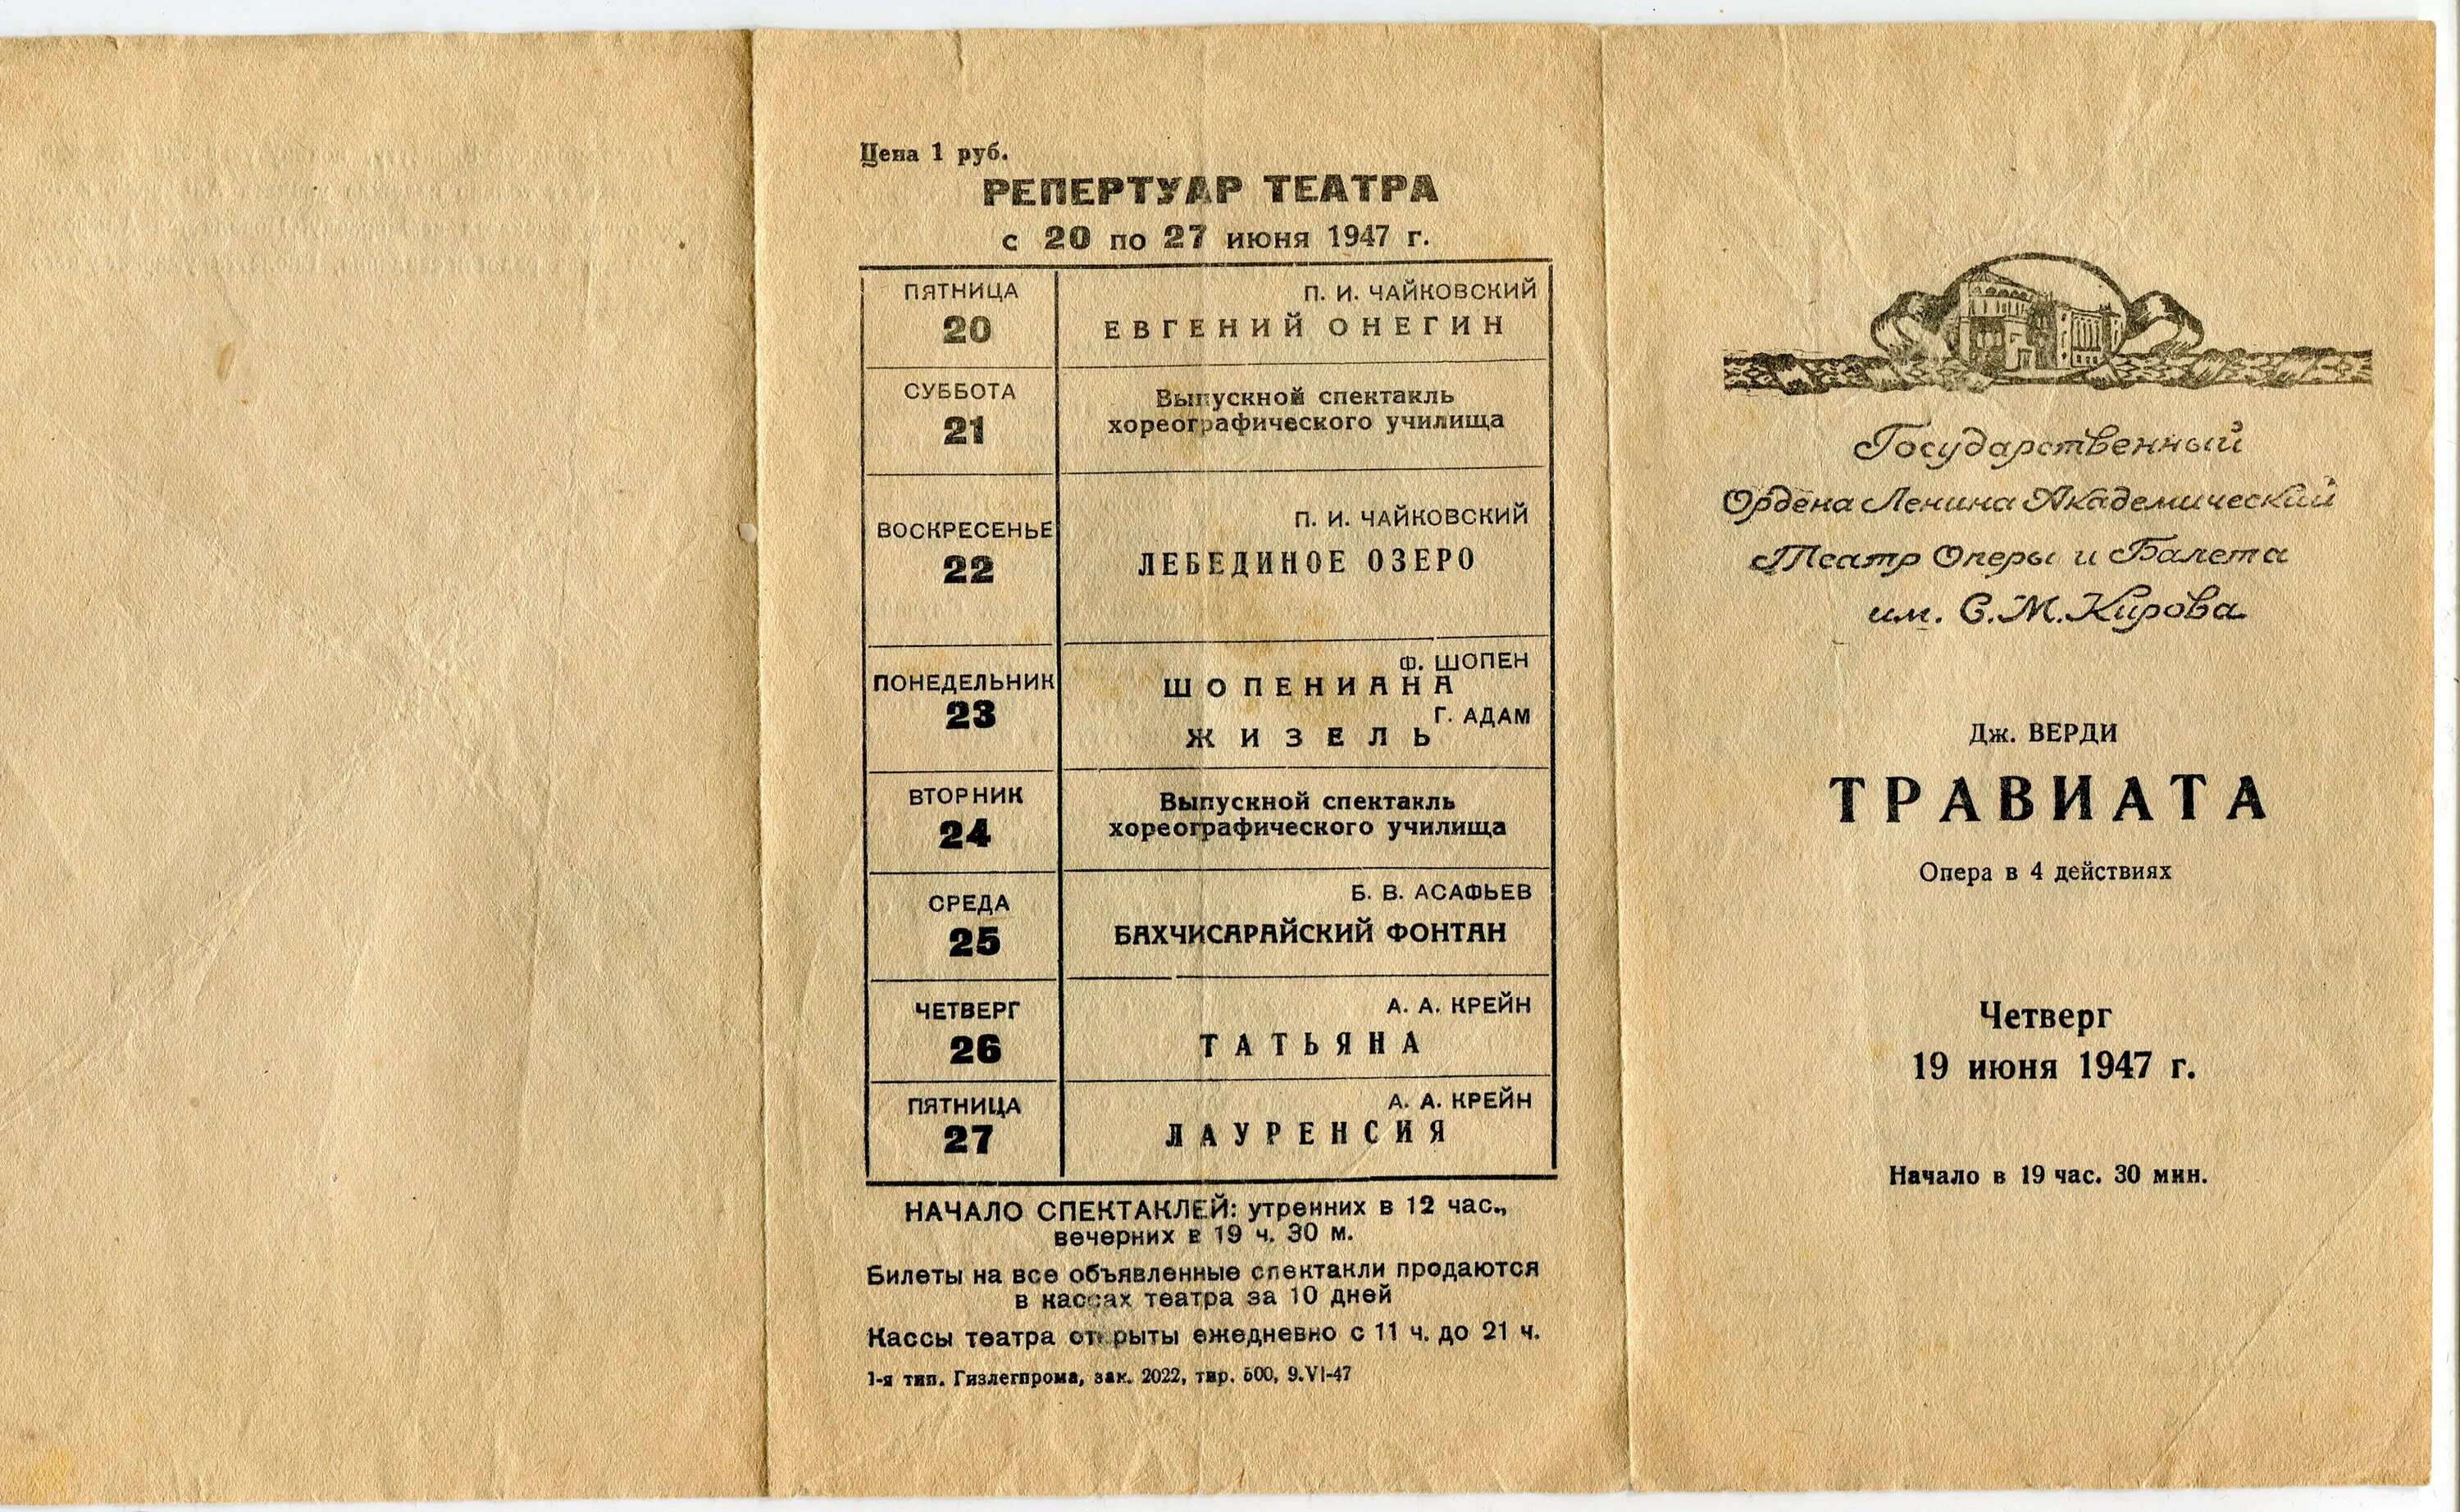 Цена 1 руб.
РЕПЕРТУАР ТЕАТРА
с 20 по 27 июня 1947 г.
ПЯТНИЦА
20
П. И. ЧАЙКОВСКИЙ
ЕВГЕНИЙ ОНЕГИН
СУББОТА
21
Выпускной спектакль
хореографического училища
ВОСКРЕСЕНЬЕ
22
П. И. ЧАЙКОВСКИЙ
ЛЕБЕДИНОЕ ОЗЕРО
ПОНЕДЕЛЬНИК
23
Ф. ШОПЕН
ШОПЕНИАНА
Г. АДАМ
ЖИЗЕЛЬ
ВТОРНИК
24
Выпускной спектакль
хореографического училища
СРЕДА
25
Б. В. АСАФЬЕВ
БАХЧИСАРАЙСКИЙ ФОНТАН
ЧЕТВЕРГ
26
А. А. КРЕЙН
ТАТЬЯНА
ПЯТНИЦА
27
А. А. КРЕЙН
ЛАУРЕНСИЯ
НАЧАЛО СПЕКТАКЛЕЙ: утренних в 12 час.,
вечерних в 19 ч. 30 м.
Билеты на все объявленные спектакли продаются
в кассах театра за 10 дней
Кассы театра открыты ежедневно с 11 ч. до 21 ч.
1-я тип. Гизлегпрома, зак. 2022, тир. 500, 9.VI-47
Государственный
Ордена Ленина Академический
Театр Оперы и Балета
им. С. М. Кирова
Дж. ВЕРДИ
ТРАВИАТА
Опера в 4 действиях
Четверг
19 июня 1947 г.
Начало в 19 час. 30 мин.